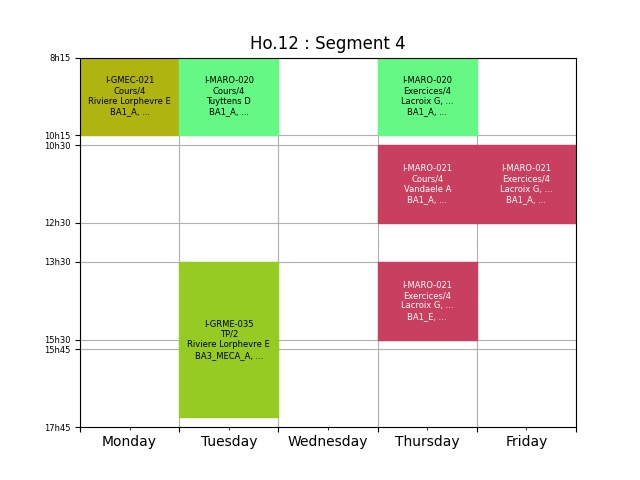 Ho.12 : Segment 4
8h15
10h15
10h30
12h30
13h30
15h30
15h45
17h45
I-GMEC-021
Cours/4
Riviere Lorphevre E
BA1_A, ...
I-MARO-020
Cours/4
Tuyttens D
BA1_A, ...
I-MARO-020
Exercices/4
Lacroix G, ...
BA1_A, ...
I-MARO-021
Cours/4
Vandaele A
BA1_A, ...
I-MARO-021
Exercices/4
Lacroix G, ...
BA1_A, ...
I-GRME-035
TP/2
Riviere Lorphevre E
BA3_MECA_A, ...
I-MARO-021
Exercices/4
Lacroix G, ...
BA1_E, ...
Monday
Tuesday
Wednesday
Thursday
Friday